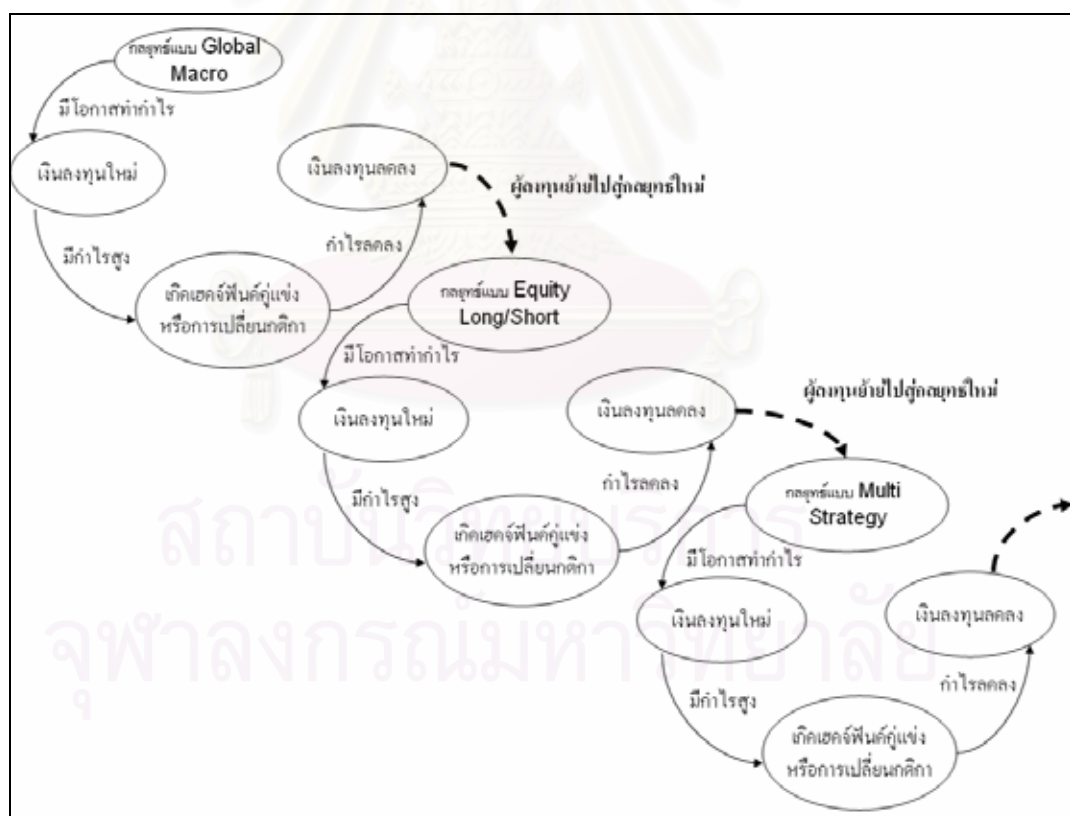 กลยุทธ์แบบ Global
Macro
มีโอกาสทำกำไร
เงินลงทุนใหม่
มีกำไรสูง
เกิดเฮดจ์ฟันด์คู่แข่ง
หรือการเปลี่ยนกติกา
กำไรลดลง
เงินลงทุนลดลง
ผู้ลงทุนย้ายไปสู่กลยุทธ์ใหม่
กลยุทธ์แบบ Equity
Long/Short
มีโอกาสทำกำไร
เงินลงทุนใหม่
มีกำไรสูง
เกิดเฮดจ์ฟันด์คู่แข่ง
หรือการเปลี่ยนกติกา
กำไรลดลง
เงินลงทุนลดลง
ผู้ลงทุนย้ายไปสู่กลยุทธ์ใหม่
กลยุทธ์แบบ Multi
Strategy
มีโอกาสทำกำไร
เงินลงทุนใหม่
มีกำไรสูง
เกิดเฮดจ์ฟันด์คู่แข่ง
หรือการเปลี่ยนกติกา
กำไรลดลง
เงินลงทุนลดลง
สถาบันวิทยบริการ
จุฬาลงกรณ์มหาวิทยาลัย